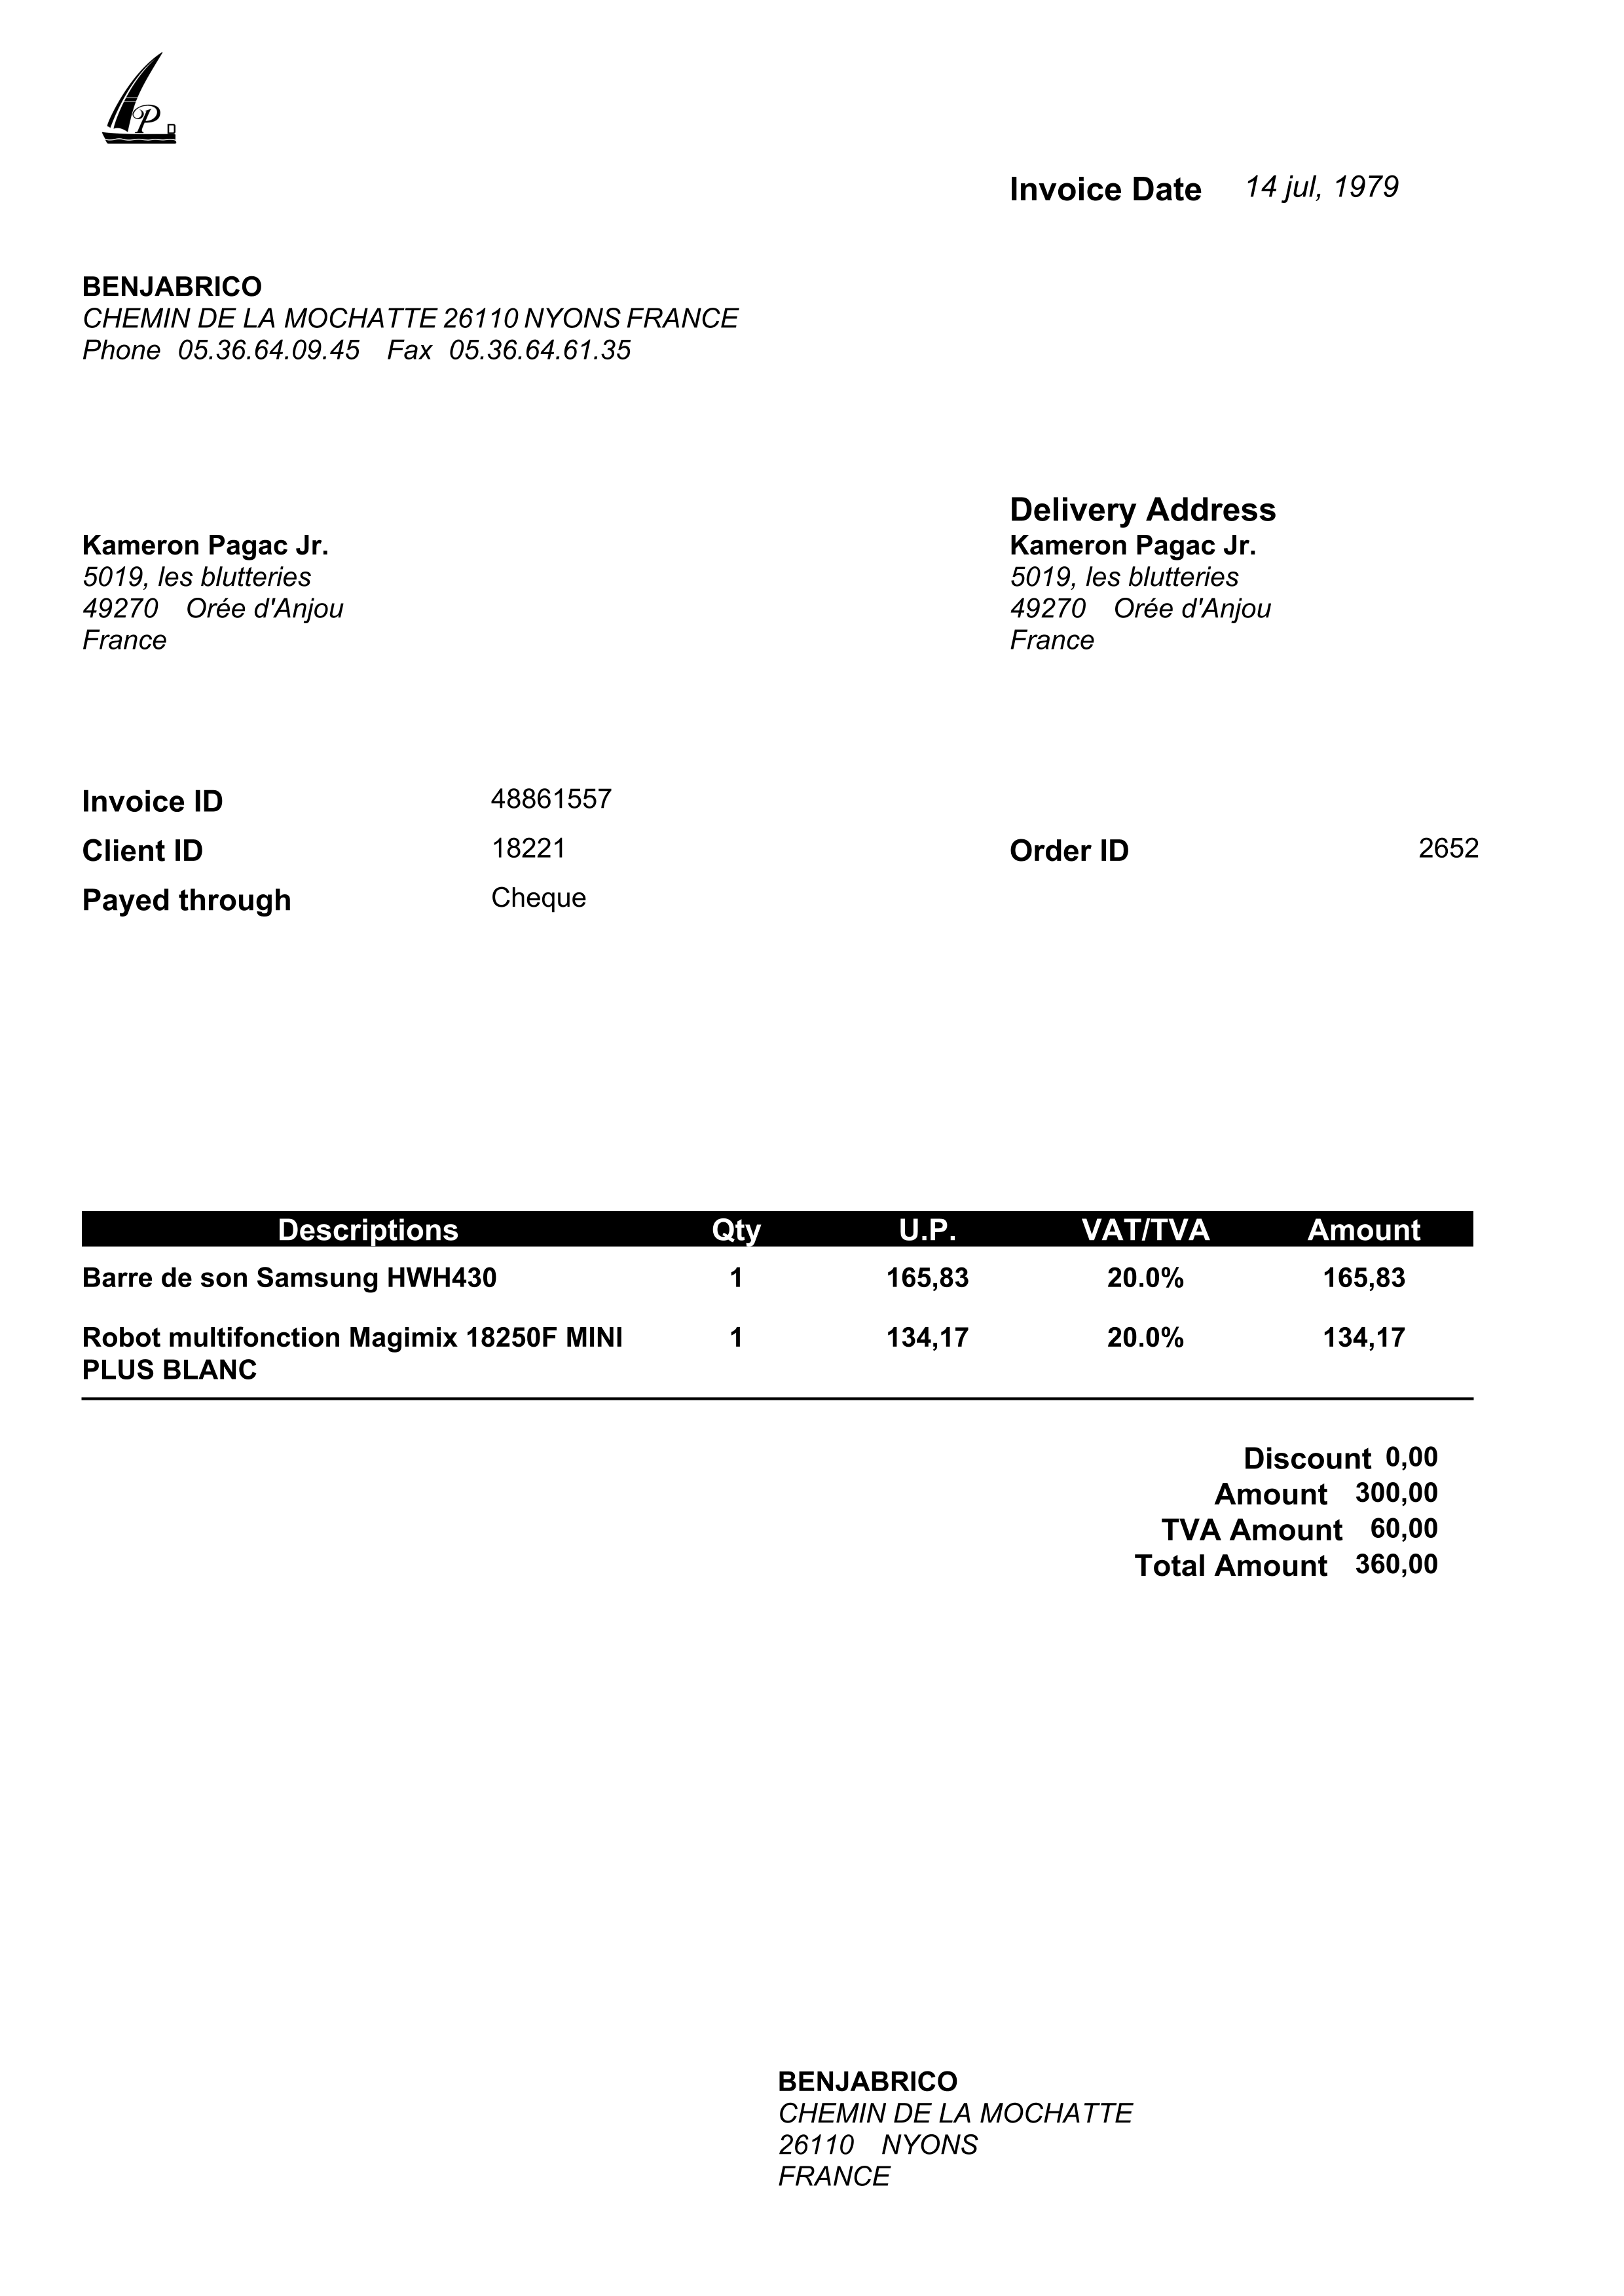 P
Invoice Date 14 jul, 1979
BENJABRICO
CHEMIN DE LA MOCHATTE 26110 NYONS FRANCE
Phone 05.36.64.09.45 Fax 05.36.64.61.35
Delivery Address
Kameron Pagac Jr.
5019, les blutteries
49270 Orée d'Anjou
France
Kameron Pagac Jr.
5019, les blutteries
49270 Orée d'Anjou
France
Invoice ID 48861557
Client ID 18221 Order ID 2652
Payed through Cheque
Descriptions Qty U.P. VAT/TVA Amount
Barre de son Samsung HWH430 1 165,83 20.0% 165,83
Robot multifonction Magimix 18250F MINI 1 134,17 20.0% 134,17
PLUS BLANC
Discount 0,00
Amount 300,00
TVA Amount 60,00
Total Amount 360,00
BENJABRICO
CHEMIN DE LA MOCHATTE
26110 NYONS
FRANCE